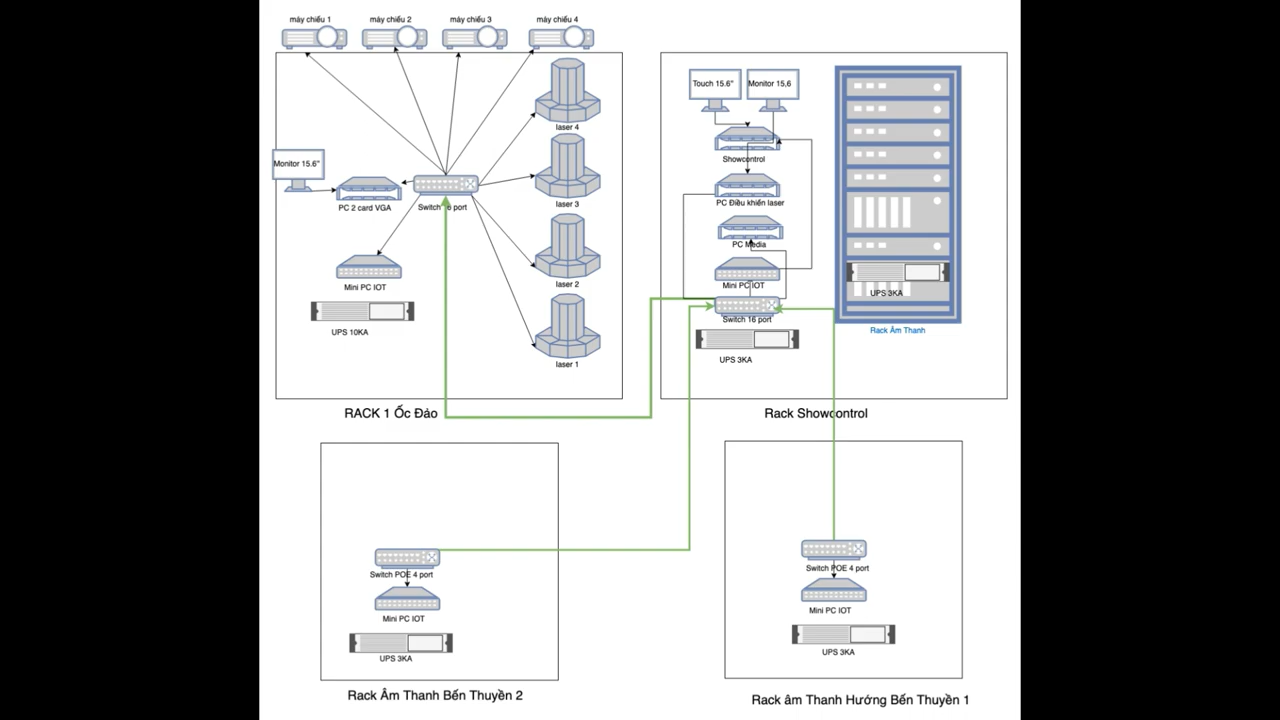 máy chiếu 1
máy chiếu 2
máy chiếu 3
máy chiếu 4
laser 4
Monitor 15.6"
PC 2 card VGA
Switch 16 port
laser 3
Mini PC IOT
laser 2
UPS 10KA
laser 1
RACK 1 Ốc Đảo
Touch 15.6"
Monitor 15,6
Showcontrol
PC Điều khiển laser
PC Media
Mini PC IOT
Switch 16 port
UPS 3KA
UPS 3KA
Rack Âm Thanh
Rack Showcontrol
Switch POE 4 port
Mini PC IOT
UPS 3KA
Rack Âm Thanh Bến Thuyền 2
Switch POE 4 port
Mini PC IOT
UPS 3KA
Rack âm Thanh Hướng Bến Thuyền 1